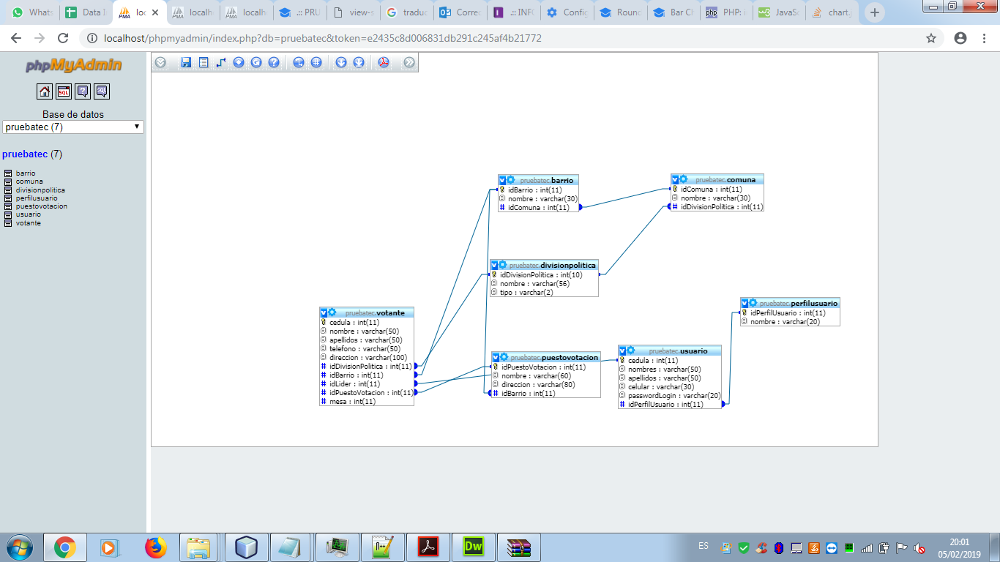 Whats
Data I
loc
localh
localh
.:: PRU
view-s
traduc
Corre
.:: INFO
Config
Round
Bar Ch
PHP: i
JavaSc
chart.j
localhost/phpmyadmin/index.php?db=pruebatec&token=e2435c8d006831db291c245af4b21772
phpMyAdmin
SQL
Base de datos
pruebatec (7)
pruebatec (7)
barrio
comuna
divisionpolitica
perfilusuario
puestovotacion
usuario
votante
pruebatec.barrio
idBarrio : int(11)
nombre : varchar(30)
idComuna : int(11)
pruebatec.comuna
idComuna : int(11)
nombre : varchar(30)
idDivisionPolitica : int(11)
pruebatec.divisionpolitica
idDivisionPolitica : int(10)
nombre : varchar(56)
tipo : varchar(2)
pruebatec.perfilusuario
idPerfilUsuario : int(11)
nombre : varchar(20)
pruebatec.votante
cedula : int(11)
nombre : varchar(50)
apellidos : varchar(50)
telefono : varchar(50)
direccion : varchar(100)
idDivisionPolitica : int(11)
idBarrio : int(11)
idLider : int(11)
idPuestoVotacion : int(11)
mesa : int(11)
pruebatec.puestovotacion
idPuestoVotacion : int(11)
nombre : varchar(60)
direccion : varchar(80)
idBarrio : int(11)
pruebatec.usuario
cedula : int(11)
nombres : varchar(50)
apellidos : varchar(50)
celular : varchar(30)
passwordLogin : varchar(20)
idPerfilUsuario : int(11)
Dw
ES
20:01
05/02/2019